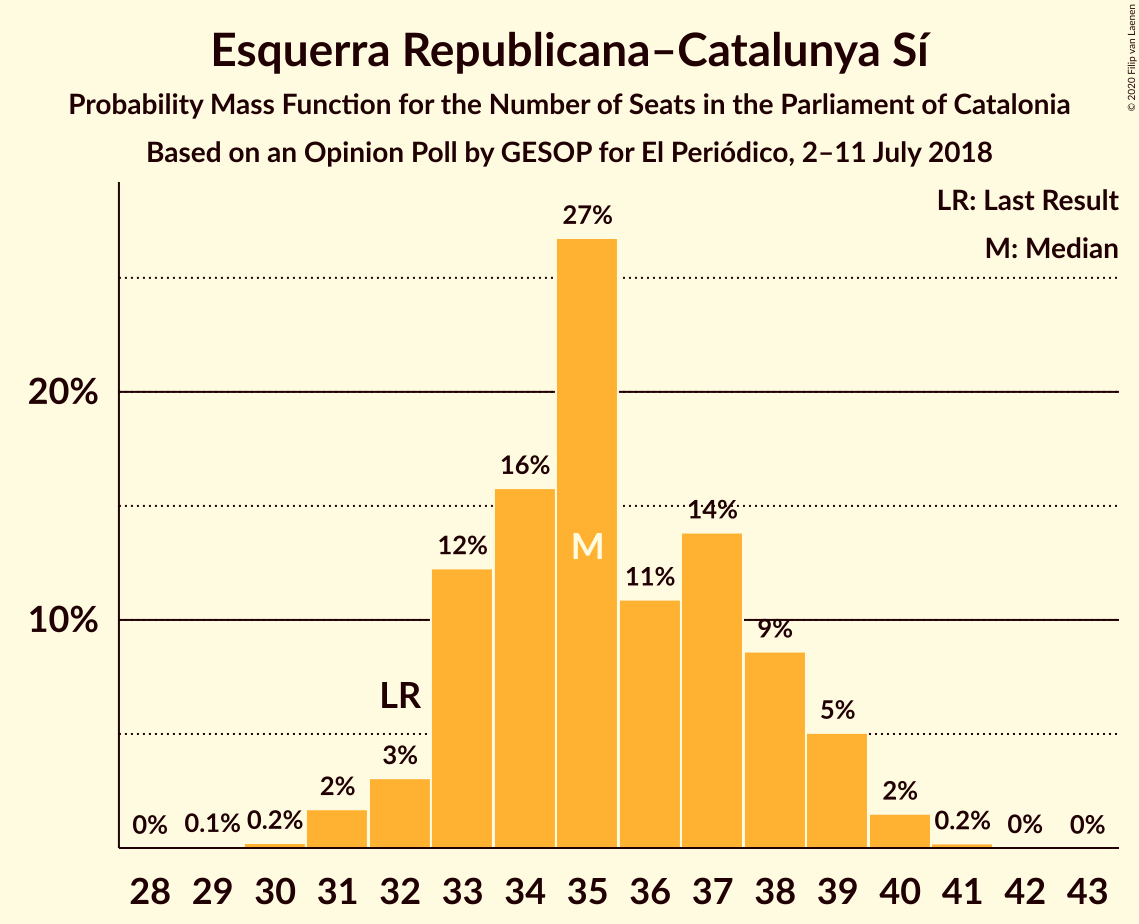 Esquerra Republicana–Catalunya Sí
Probability Mass Function for the Number of Seats in the Parliament of Catalonia
Based on an Opinion Poll by GESOP for El Periódico, 2–11 July 2018
© 2020 Filip van Laenen
LR: Last Result
M: Median
27%
20%
16%
14%
12%
M
11%
10%
9%
LR
5%
3%
2%
2%
0%
0.1%
0.2%
0.2%
0%
0%
28 29 30 31 32 33 34 35 36 37 38 39 40 41 42 43